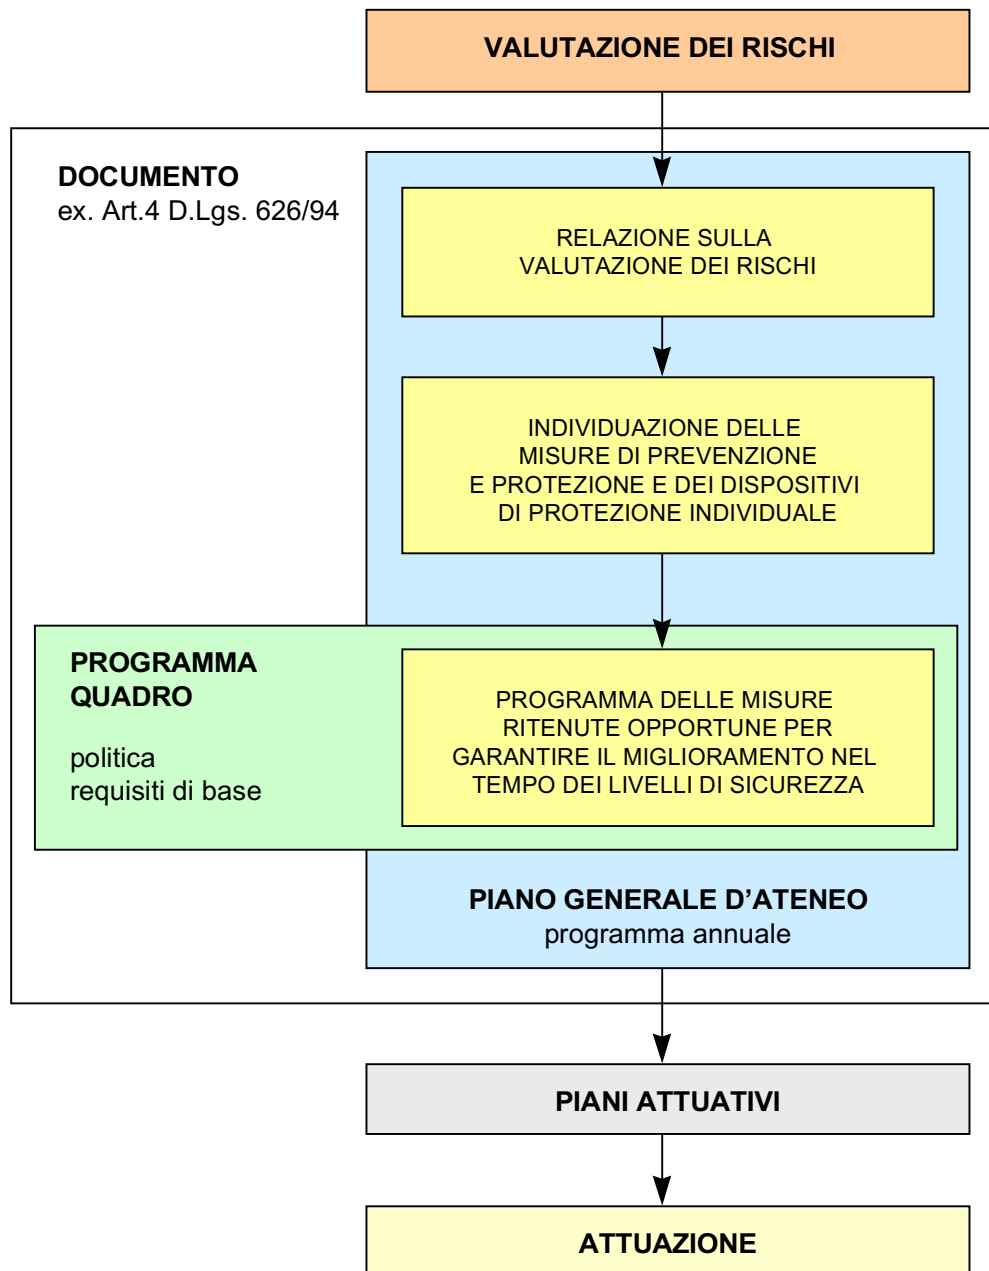 VALUTAZIONE DEI RISCHI
DOCUMENTO
ex. Art.4 D.Lgs. 626/94
RELAZIONE SULLA
VALUTAZIONE DEI RISCHI
INDIVIDUAZIONE DELLE
MISURE DI PREVENZIONE
E PROTEZIONE E DEI DISPOSITIVI
DI PROTEZIONE INDIVIDUALE
PROGRAMMA
QUADRO
politica
requisiti di base
PROGRAMMA DELLE MISURE
RITENUTE OPPORTUNE PER
GARANTIRE IL MIGLIORAMENTO NEL
TEMPO DEI LIVELLI DI SICUREZZA
PIANO GENERALE D’ATENEO
programma annuale
PIANI ATTUATIVI
ATTUAZIONE